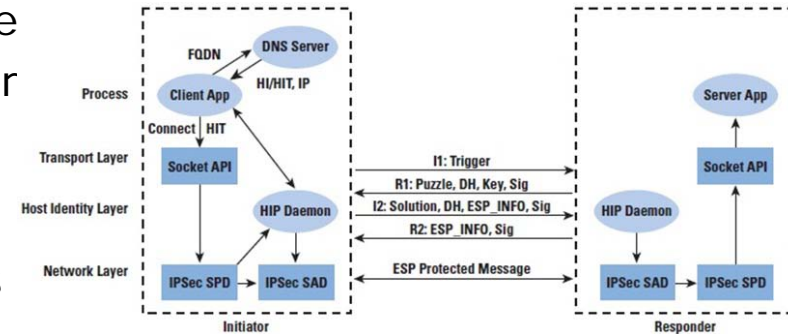 e
r
FQDN
DNS Server
HI/HIT, IP
Process
Client App
Server App
Connect HIT
Transport Layer
Socket API
I1: Trigger
Socket API
R1: Puzzle, DH, Key, Sig
Host Identity Layer
HIP Daemon
I2: Solution, DH, ESP_INFO, Sig
HIP Daemon
R2: ESP_INFO, Sig
Network Layer
IPSec SPD
IPSec SAD
ESP Protected Message
IPSec SAD
IPSec SPD
Initiator
Responder